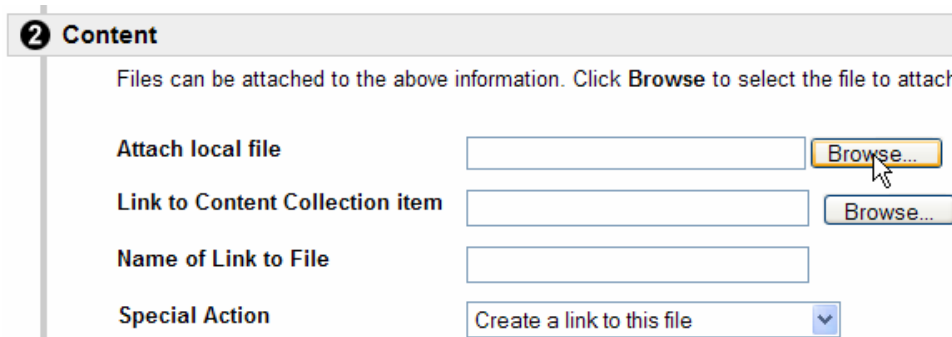 2 Content
Files can be attached to the above information. Click Browse to select the file to attach
Attach local file Browse...
Link to Content Collection item Browse...
Name of Link to File
Special Action Create a link to this file